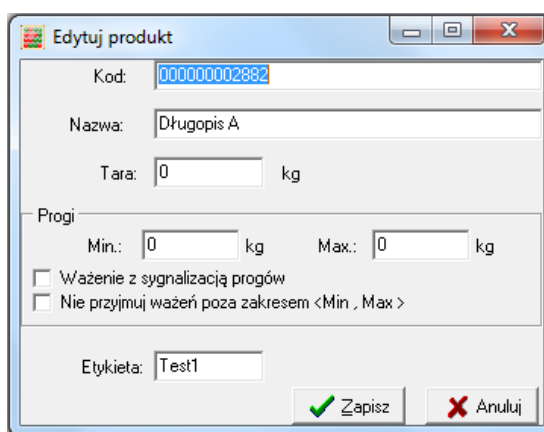 Edytuj produkt
Kod: 000000002882
Nazwa: Długopis A
Tara: 0 kg
Progi
Min.: 0 kg Max.: 0 kg
Ważenie z sygnalizacją progów
Nie przyjmuj ważeń poza zakresem <Min , Max >
Etykieta: Test1
Zapisz Anuluj